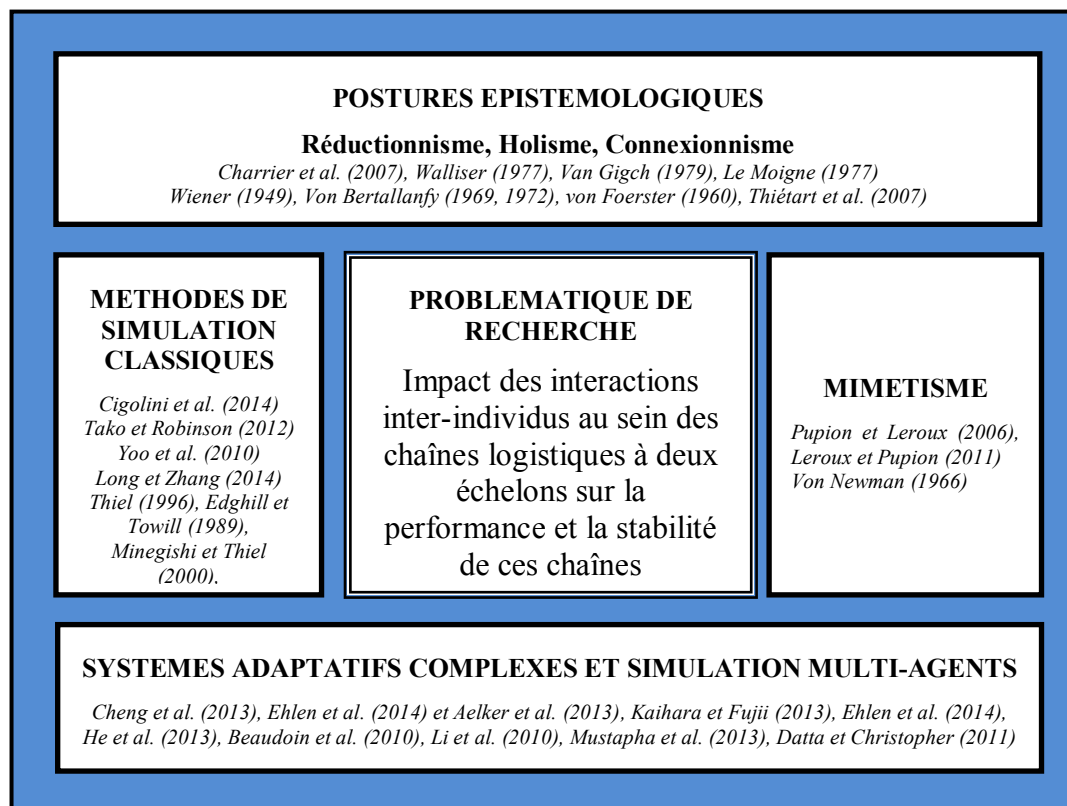 POSTURES EPISTEMOLOGIQUES
Réductionnisme, Holisme, Connexionnisme
Charrier et al. (2007), Walliser (1977), Van Gigch (1979), Le Moigne (1977)
Wiener (1949), Von Bertallanfy (1969, 1972), von Foerster (1960), Thiétart et al. (2007)
METHODES DE
SIMULATION
CLASSIQUES
Cigolini et al. (2014)
Tako et Robinson (2012)
Yoo et al. (2010)
Long et Zhang (2014)
Thiel (1996), Edghill et
Towill (1989),
Minegishi et Thiel
(2000).
PROBLEMATIQUE DE
RECHERCHE
Impact des interactions
inter-individus au sein des
chaînes logistiques à deux
échelons sur la
performance et la stabilité
de ces chaînes
MIMETISME
Pupion et Leroux (2006),
Leroux et Pupion (2011)
Von Newman (1966)
SYSTEMES ADAPTATIFS COMPLEXES ET SIMULATION MULTI-AGENTS
Cheng et al. (2013), Ehlen et al. (2014) et Aelker et al. (2013), Kaihara et Fujii (2013), Ehlen et al. (2014),
He et al. (2013), Beaudoin et al. (2010), Li et al. (2010), Mustapha et al. (2013), Datta et Christopher (2011)